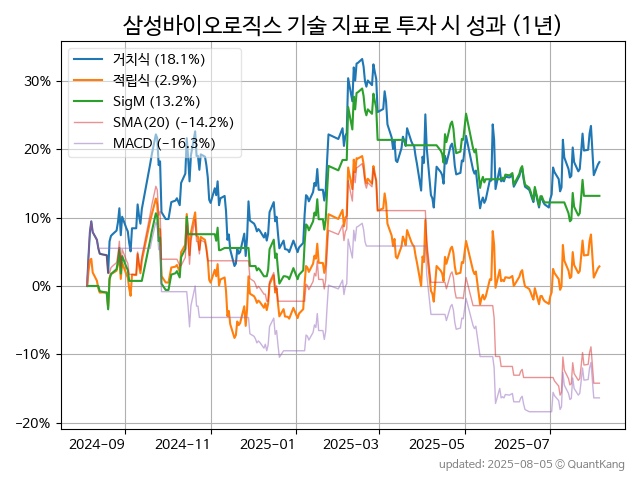 삼성바이오로직스 기술 지표로 투자 시 성과 (1년)
거치식 (18.1%)
적립식 (2.9%)
SigM (13.2%)
SMA(20) (−14.2%)
MACD (−16.3%)
30%
20%
10%
0%
−10%
−20%
2024−09 2024−11 2025−01 2025−03 2025−05 2025−07
updated: 2025−08−05 ⓒ QuantKang